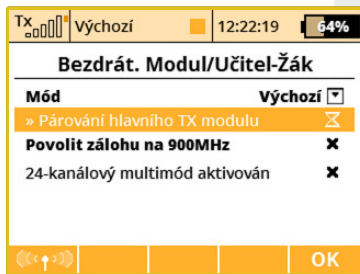 Tx Výchozí 12:22:19 64%
Bezdrát. Modul/Učitel-Žák
Mód Výchozí
» Párování hlavního TX modulu
Povolit zálohu na 900MHz
24-kanálový multimód aktivován
OK